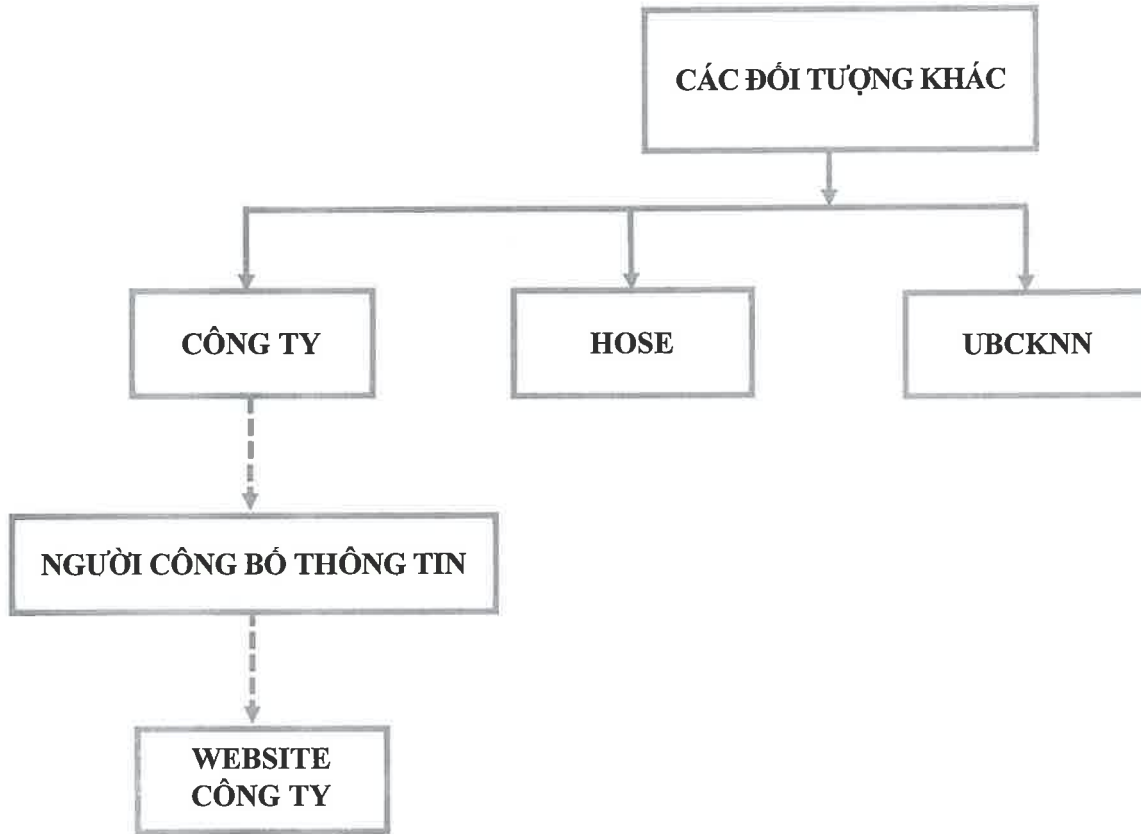 CÁC ĐỐI TƯỢNG KHÁC
CÔNG TY
HOSE
UBCKNN
NGƯỜI CÔNG BỐ THÔNG TIN
WEBSITE
CÔNG TY